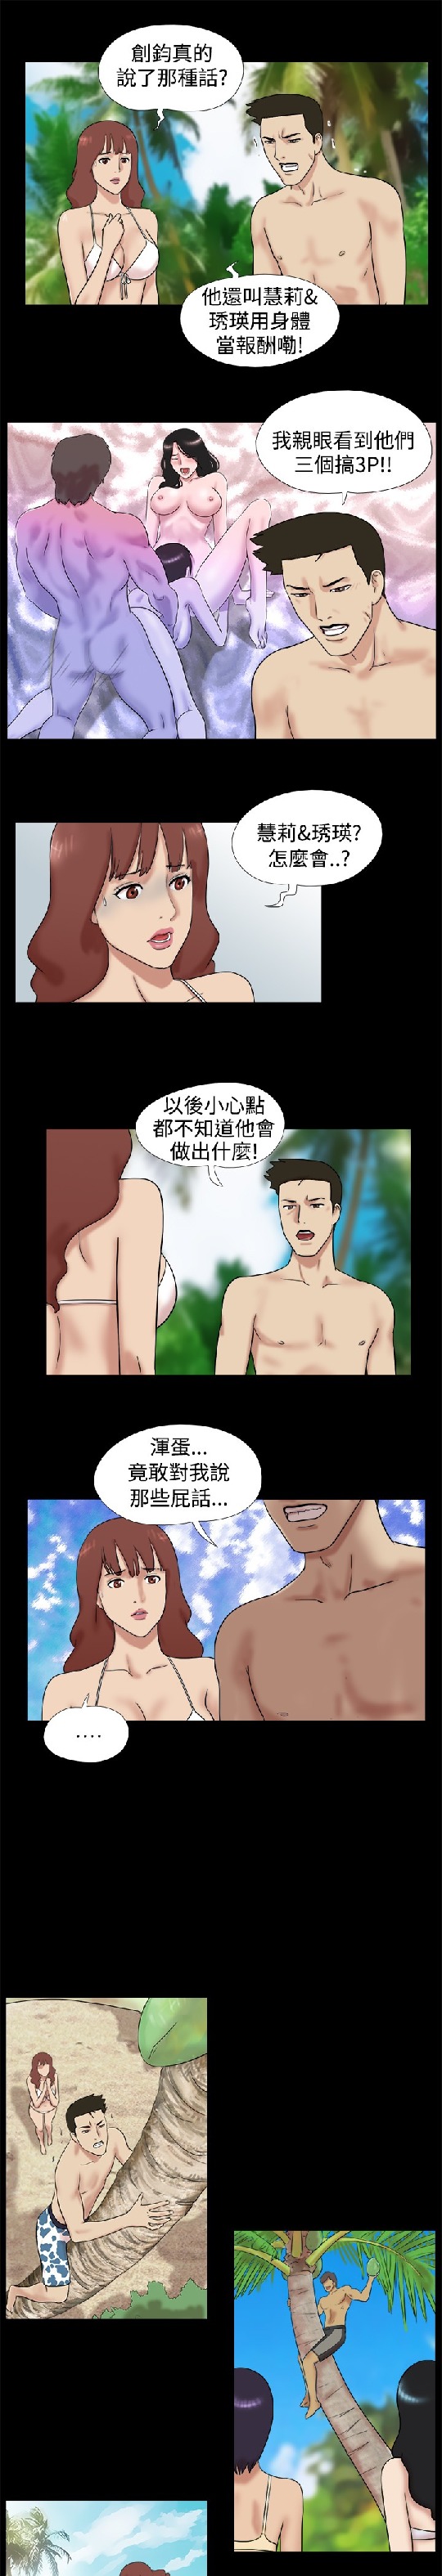 創鈞真的
說了那種話?
他還叫慧莉&
琇瑛用身體
當報酬嘞!
我親眼看到他們
三個搞3P!!
慧莉&琇瑛?
怎麼會..?
以後小心點
都不知道他會
做出什麼!
渾蛋...
竟敢對我說
那些屁話...
....